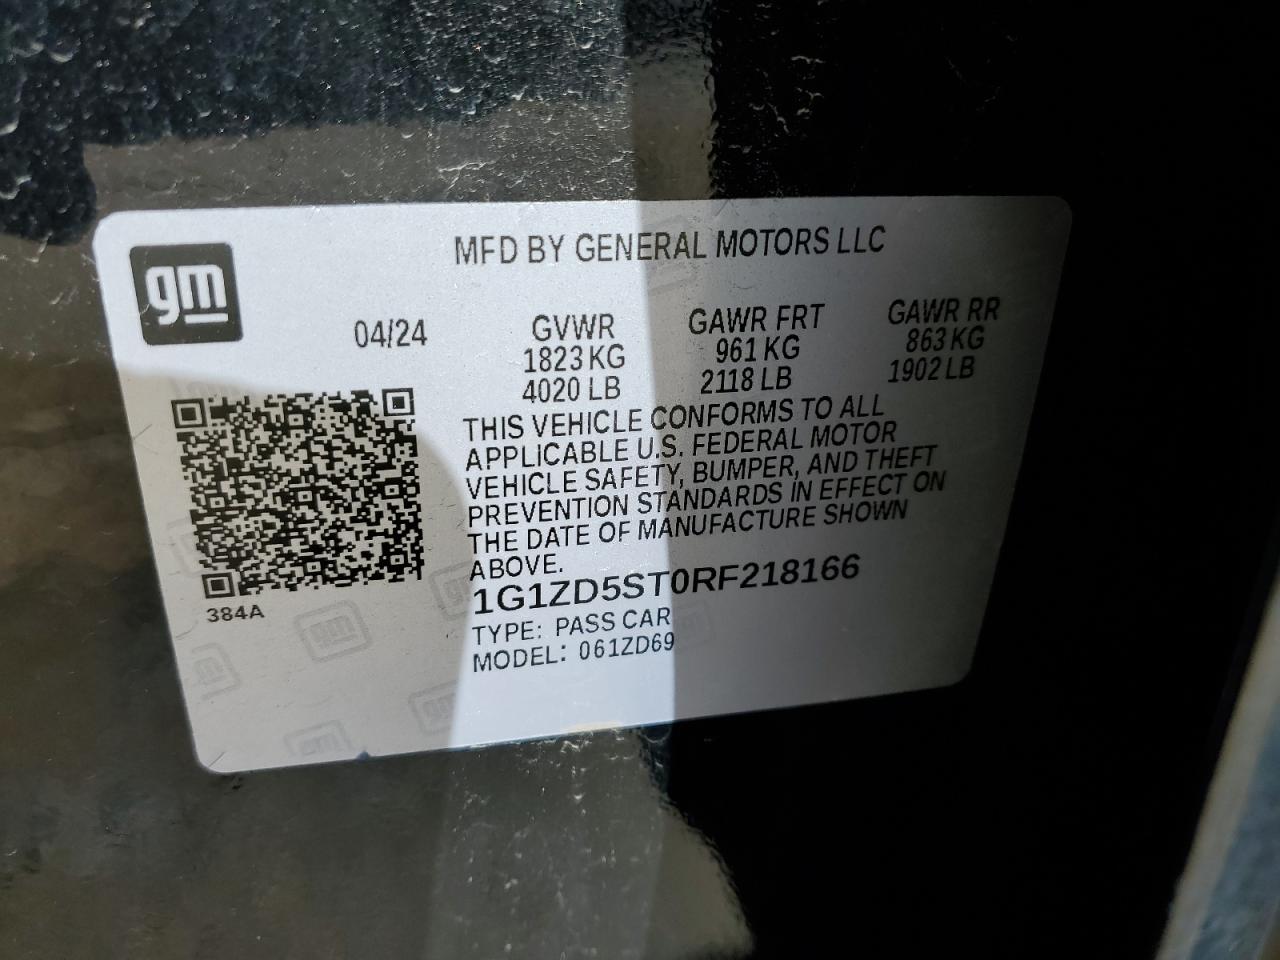 gm
MFD BY GENERAL MOTORS LLC
04/24
GVWR
1823 KG
4020 LB
GAWR FRT
961 KG
2118 LB
GAWR RR
863 KG
1902 LB
THIS VEHICLE CONFORMS TO ALL
APPLICABLE U.S. FEDERAL MOTOR
VEHICLE SAFETY, BUMPER, AND THEFT
PREVENTION STANDARDS IN EFFECT ON
THE DATE OF MANUFACTURE SHOWN
ABOVE.
384A
1G1ZD5ST0RF218166
TYPE: PASS CAR
MODEL: 061ZD69